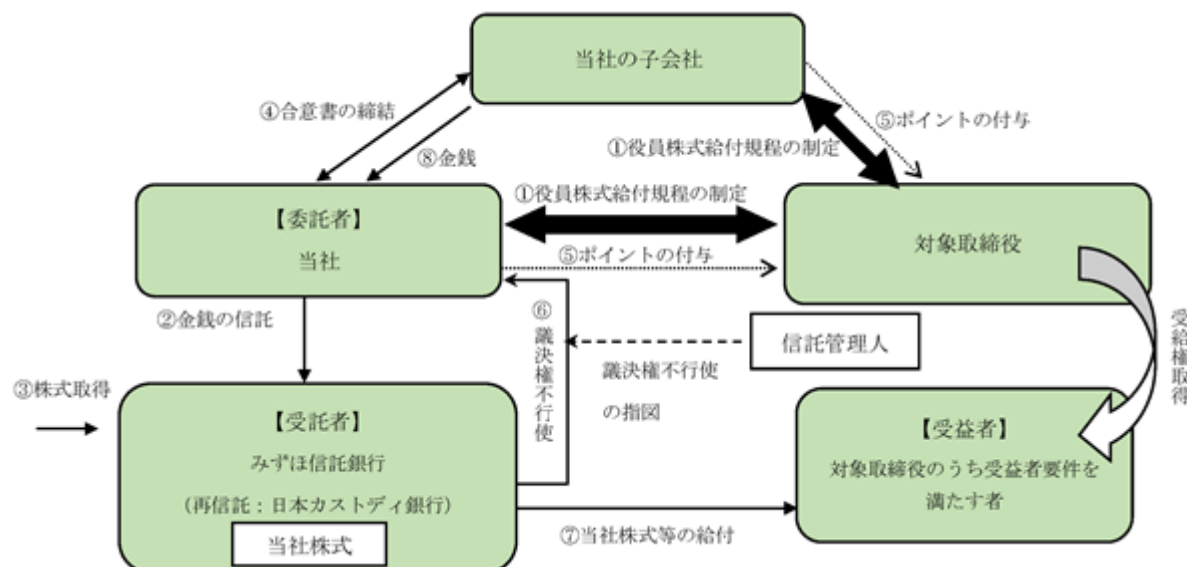 当社の子会社
④合意書の締結
⑤ポイントの付与
①役員株式給付規程の制定
⑧金銭
①役員株式給付規程の制定
【委託者】
当社
対象取締役
⑤ポイントの付与
②金銭の信託
⑥議決権不行使
信託管理人
議決権不行使
の指図
受給権取得
③株式取得
【受託者】
みずほ信託銀行
(再信託:日本カストディ銀行)
当社株式
【受益者】
対象取締役のうち受益者要件を
満たす者
⑦当社株式等の給付